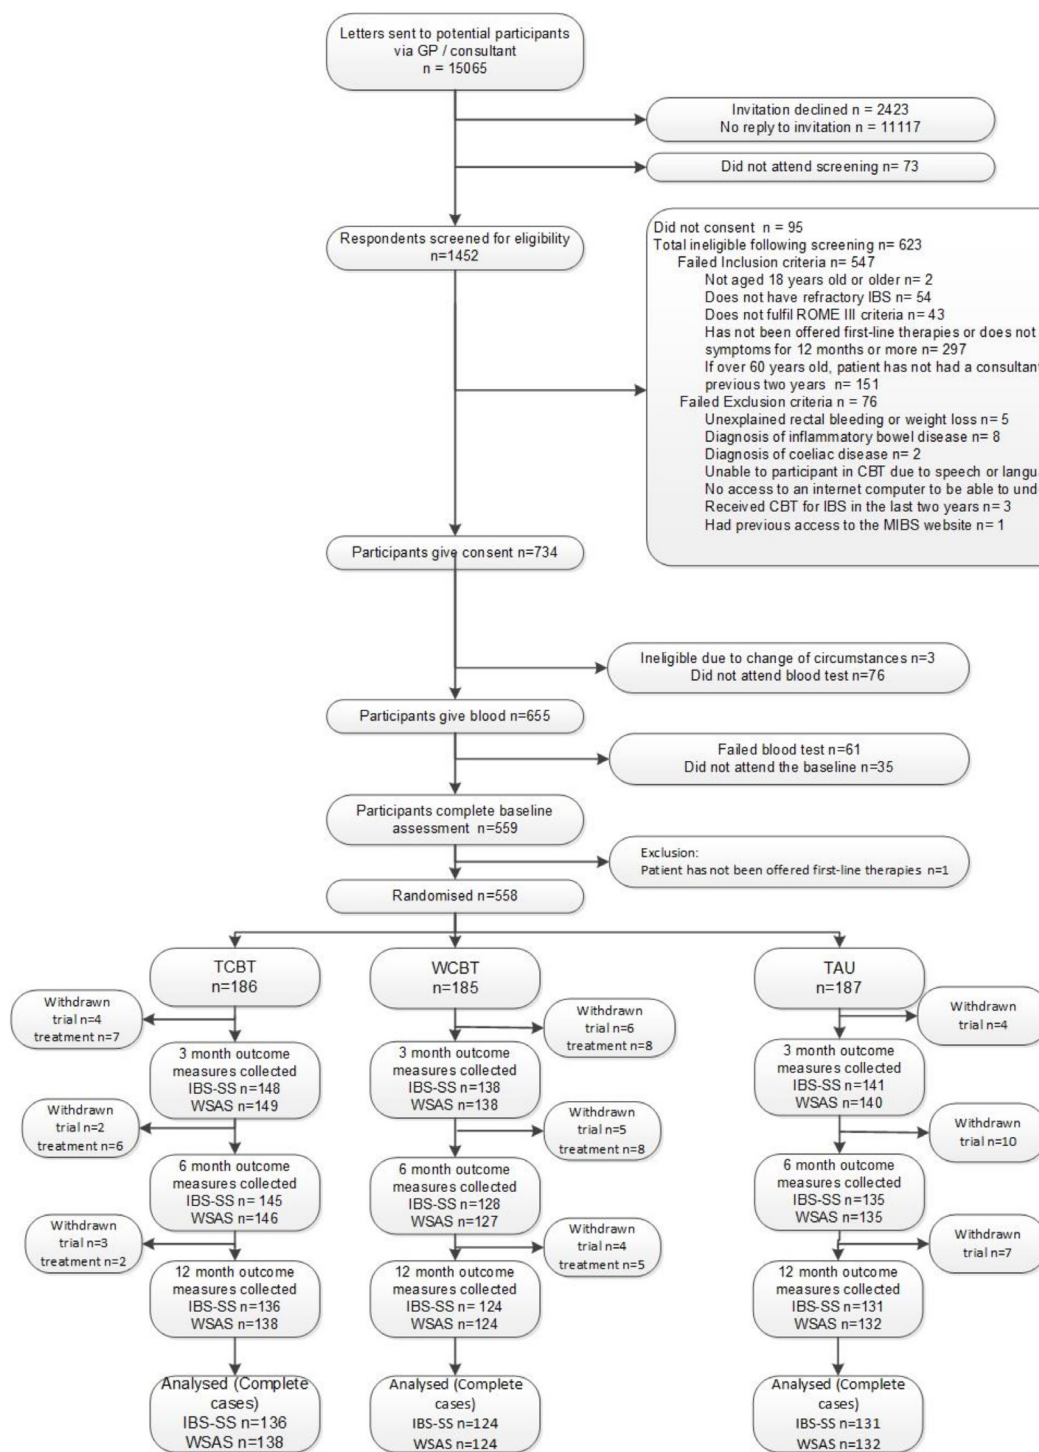 Letters sent to potential participants
via GP / consultant
n = 15065
Invitation declined n = 2423
No reply to invitation n = 11117
Did not attend screening n= 73
Respondents screened for eligibility
n=1452
Did not consent n = 95
Total ineligible following screening n= 623
Failed Inclusion criteria n= 547
Not aged 18 years old or older n= 2
Does not have refractory IBS n= 54
Does not fulfil ROME III criteria n= 43
Has not been offered first-line therapies or does not
symptoms for 12 months or more n= 297
If over 60 years old, patient has not had a consultan
previous two years n= 151
Failed Exclusion criteria n = 76
Unexplained rectal bleeding or weight loss n= 5
Diagnosis of inflammatory bowel disease n= 8
Diagnosis of coeliac disease n= 2
Unable to participant in CBT due to speech or langu
No access to an internet computer to be able to und
Received CBT for IBS in the last two years n= 3
Had previous access to the MIBS website n= 1
Participants give consent n=734
Ineligible due to change of circumstances n=3
Did not attend blood test n=76
Participants give blood n=655
Failed blood test n=61
Did not attend the baseline n=35
Participants complete baseline
assessment n=559
Exclusion:
Patient has not been offered first-line therapies n=1
Randomised n=558
TCBT
n=186
WCBT
n=185
TAU
n=187
Withdrawn
trial n=4
treatment n=7
Withdrawn
trial n=6
treatment n=8
Withdrawn
trial n=4
3 month outcome
measures collected
IBS-SS n=148
WSAS n=149
3 month outcome
measures collected
IBS-SS n=138
WSAS n=138
3 month outcome
measures collected
IBS-SS n=141
WSAS n=140
Withdrawn
trial n=2
treatment n=6
Withdrawn
trial n=5
treatment n=8
Withdrawn
trial n=10
6 month outcome
measures collected
IBS-SS n= 145
WSAS n=146
6 month outcome
measures collected
IBS-SS n=128
WSAS n=127
6 month outcome
measures collected
IBS-SS n=135
WSAS n=135
Withdrawn
trial n=3
treatment n=2
Withdrawn
trial n=4
treatment n=5
Withdrawn
trial n=7
12 month outcome
measures collected
IBS-SS n=136
WSAS n=138
12 month outcome
measures collected
IBS-SS n= 124
WSAS n=124
12 month outcome
measures collected
IBS-SS n=131
WSAS n=132
Analysed (Complete
cases)
IBS-SS n=136
WSAS n=138
Analysed (Complete
cases)
IBS-SS n=124
WSAS n=124
Analysed (Complete
cases)
IBS-SS n=131
WSAS n=132